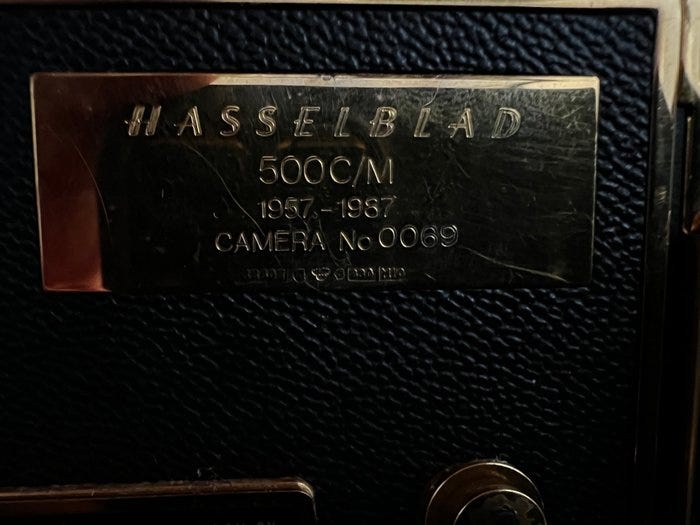 HASSELBLAD
500C/M
1957-1987
CAMERA No 0069